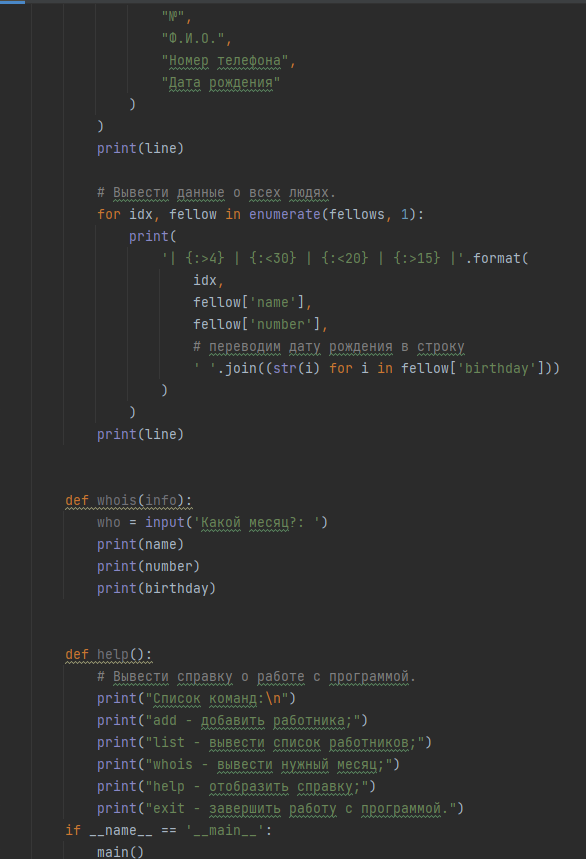 "№",
"Ф.И.О.",
"Номер телефона",
"Дата рождения"
)
)
print(line)
# Вывести данные о всех людях.
for idx, fellow in enumerate(fellows, 1):
print(
'| {:>4} | {:<30} | {:<20} | {:>15} |'.format(
idx,
fellow['name'],
fellow['number'],
# переводим дату рождения в строку
' '.join((str(i) for i in fellow['birthday']))
)
)
print(line)
def whois(info):
who = input('Какой месяц?: ')
print(name)
print(number)
print(birthday)
def help():
# Вывести справку о работе с программой.
print("Список команд:\n")
print("add - добавить работника;")
print("list - вывести список работников;")
print("whois - вывести нужный месяц;")
print("help - отобразить справку;")
print("exit - завершить работу с программой.")
if __name__ == '__main__':
main()